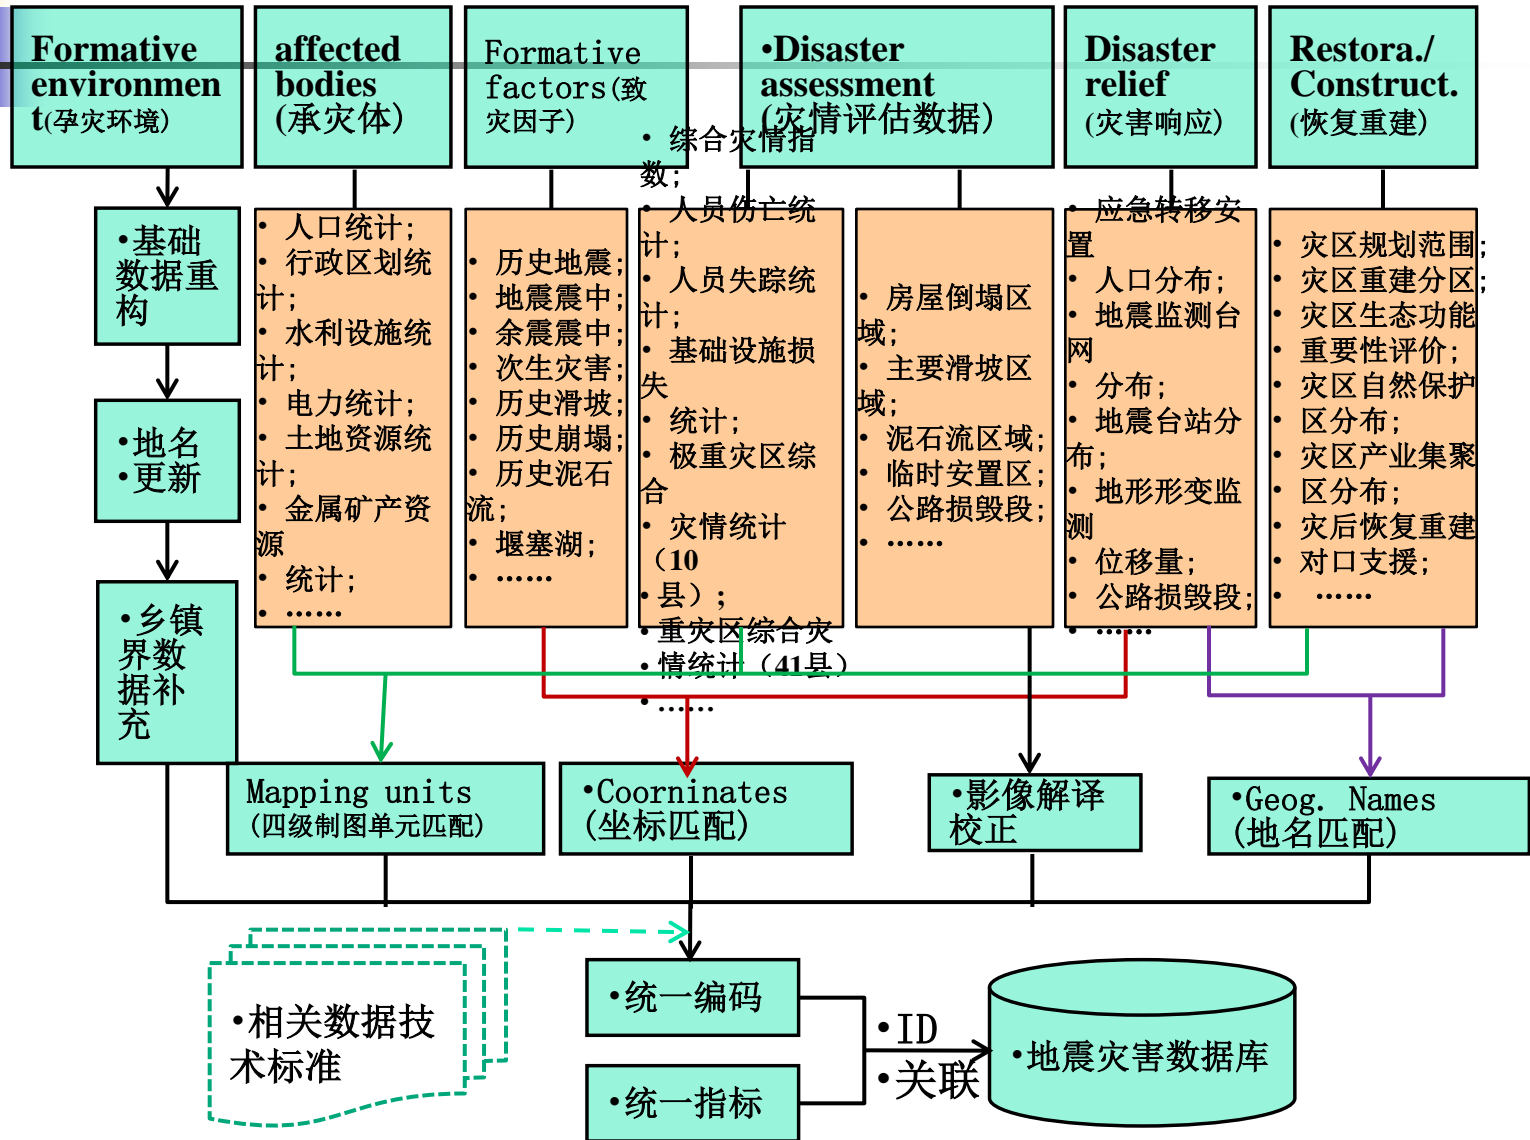 Formative
environmen
t(孕灾环境)
affected
bodies
(承灾体)
Formative
factors(致
灾因子)
•Disaster
assessment
(灾情评估数据)
Disaster
relief
(灾害响应)
Restora./
Construct.
(恢复重建)
•基础
数据重
构
•地名
•更新
•乡镇
界数
据补
充
• 人口统计;
• 行政区划统
计;
• 水利设施统
计;
• 电力统计;
• 土地资源统
计;
• 金属矿产资
源
• 统计;
• ……
• 历史地震;
• 地震震中;
• 余震震中;
• 次生灾害;
• 历史滑坡;
• 历史崩塌;
• 历史泥石
流;
• 堰塞湖;
• ……
• 综合灾情指
数;
• 人员伤亡统
计;
• 人员失踪统
计;
• 基础设施损
失
• 统计;
• 极重灾区综
合
• 灾情统计
（10
• 县）;
• 重灾区综合灾
• 情统计（41县）
• ……
• 房屋倒塌区
域;
• 主要滑坡区
域;
• 泥石流区域;
• 临时安置区;
• 公路损毁段;
• ……
• 应急转移安
置
• 人口分布;
• 地震监测台
网
• 分布;
• 地震台站分
布;
• 地形形变监
测
• 位移量;
• 公路损毁段;
• ……
• 灾区规划范围;
• 灾区重建分区;
• 灾区生态功能
• 重要性评价;
• 灾区自然保护
• 区分布;
• 灾区产业集聚
• 区分布;
• 灾后恢复重建
• 对口支援;
• ……
Mapping units
(四级制图单元匹配)
•Coorninates
(坐标匹配)
•影像解译
校正
•Geog. Names
(地名匹配)
•相关数据技
术标准
•统一编码
•统一指标
•ID
•关联
•地震灾害数据库